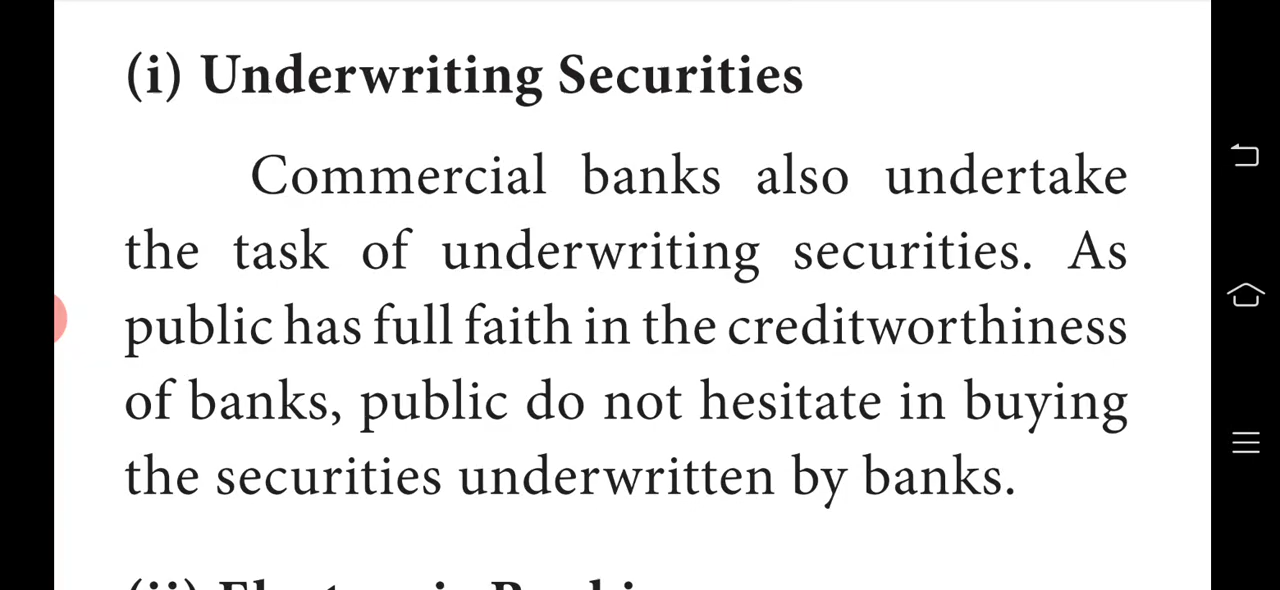 (i) Underwriting Securities
Commercial banks also undertake
the task of underwriting securities. As
public has full faith in the creditworthiness
of banks, public do not hesitate in buying
the securities underwritten by banks.